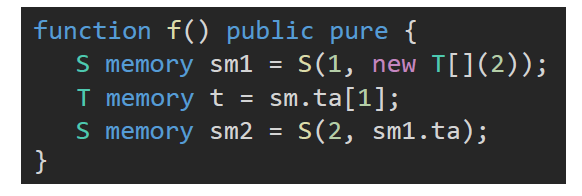 function f() public pure {
S memory sm1 = S(1, new T[](2));
T memory t = sm.ta[1];
S memory sm2 = S(2, sm1.ta);
}